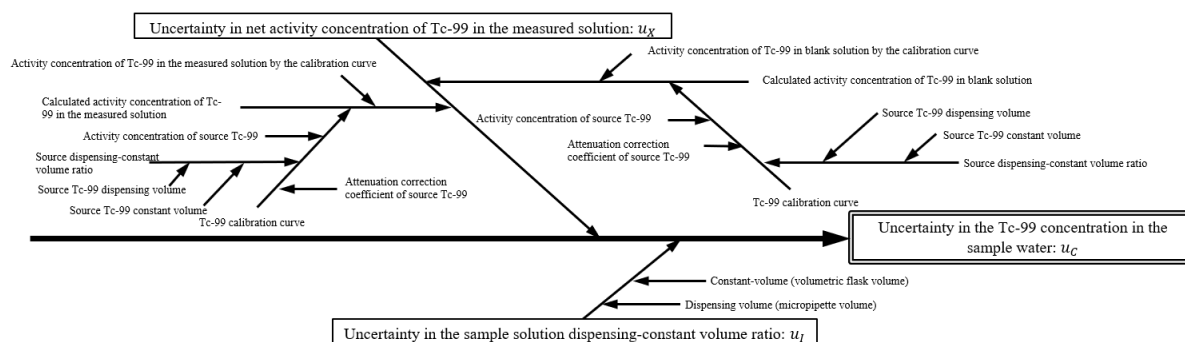 Uncertainty in net activity concentration of Tc-99 in the measured solution: u_X
Activity concentration of Tc-99 in the measured solution by the calibration curve
Calculated activity concentration of Tc-
99 in the measured solution
Activity concentration of source Tc-99
Source dispensing-constant
volume ratio
Source Tc-99 dispensing volume
Source Tc-99 constant volume
Tc-99 calibration curve
Attenuation correction
coefficient of source Tc-99
Activity concentration of Tc-99 in blank solution by the calibration curve
Calculated activity concentration of Tc-99 in blank solution
Activity concentration of source Tc-99
Attenuation correction
coefficient of source Tc-99
Source Tc-99 dispensing volume
Source Tc-99 constant volume
Source dispensing-constant volume ratio
Tc-99 calibration curve
Uncertainty in the Tc-99 concentration in the
sample water: u_C
Constant-volume (volumetric flask volume)
Dispensing volume (micropipette volume)
Uncertainty in the sample solution dispensing-constant volume ratio: u_I